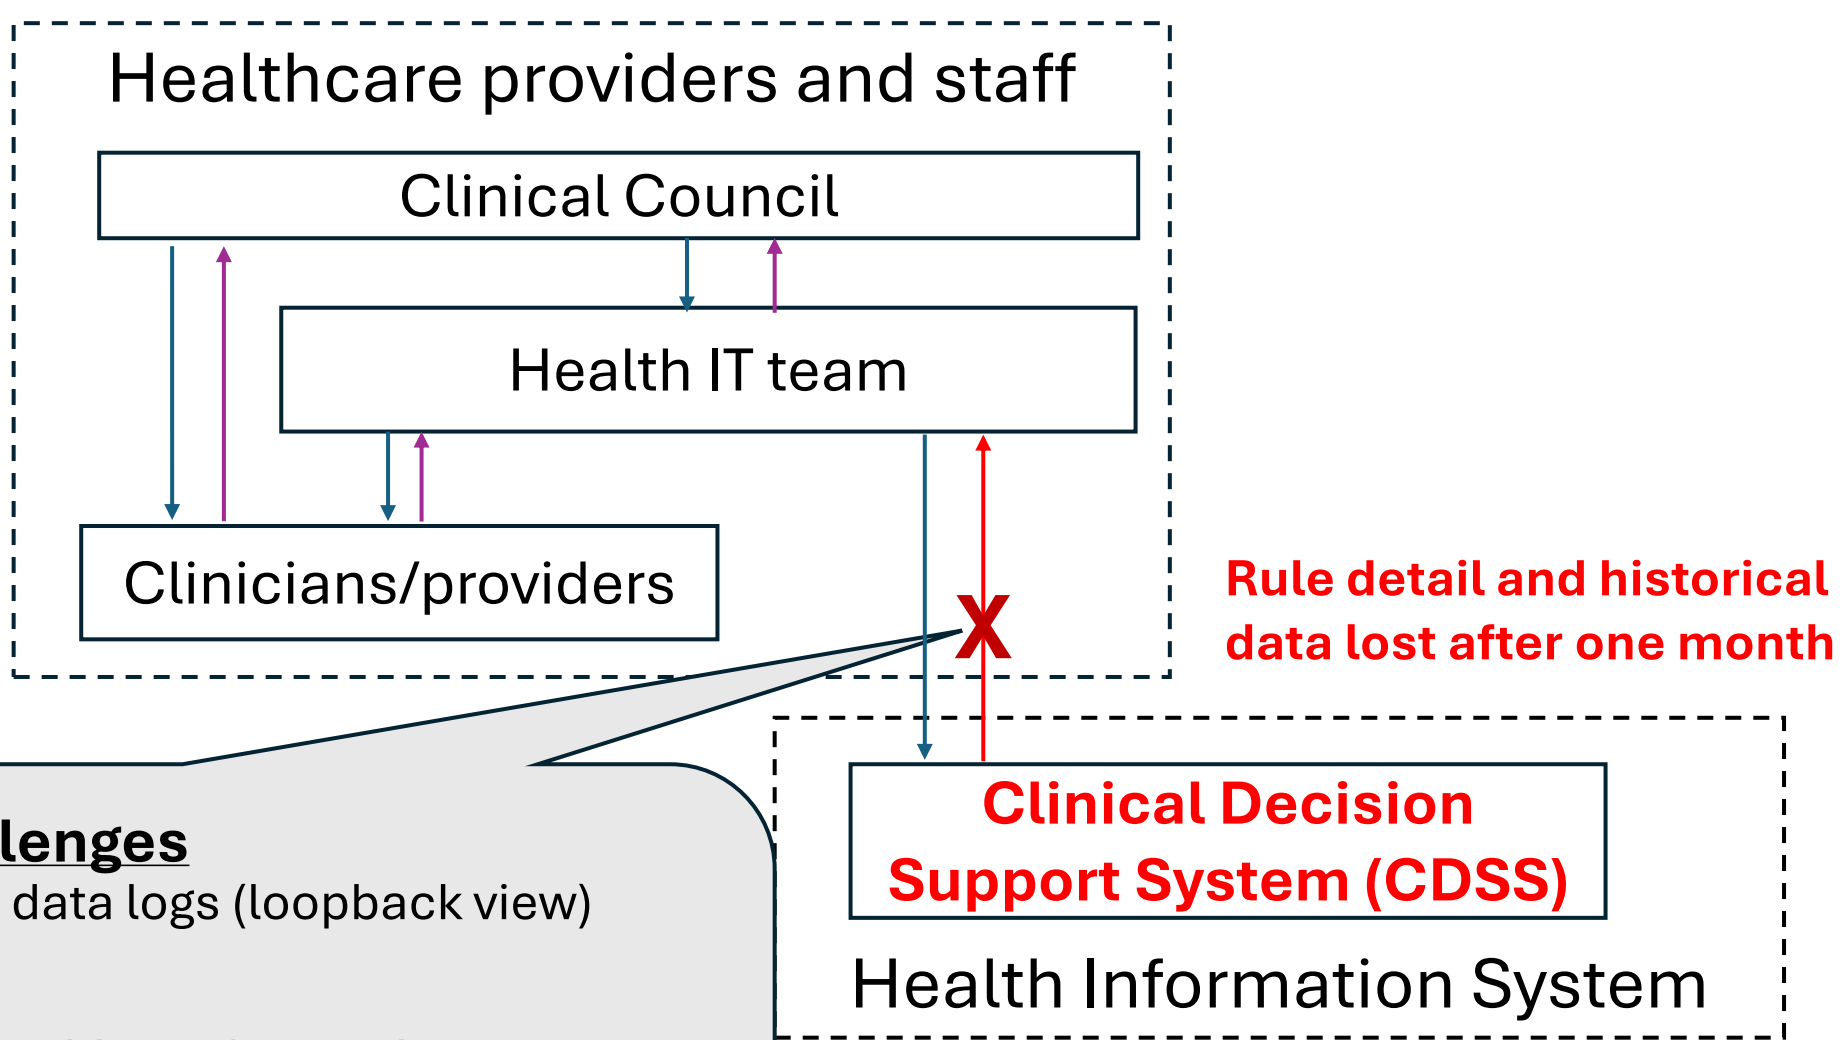 Healthcare providers and staff
Clinical Council
Health IT team
Clinicians/providers
X
Rule detail and historical
data lost after one month
Clinical Decision
Support System (CDSS)
Health Information System
lenges
data logs (loopback view)